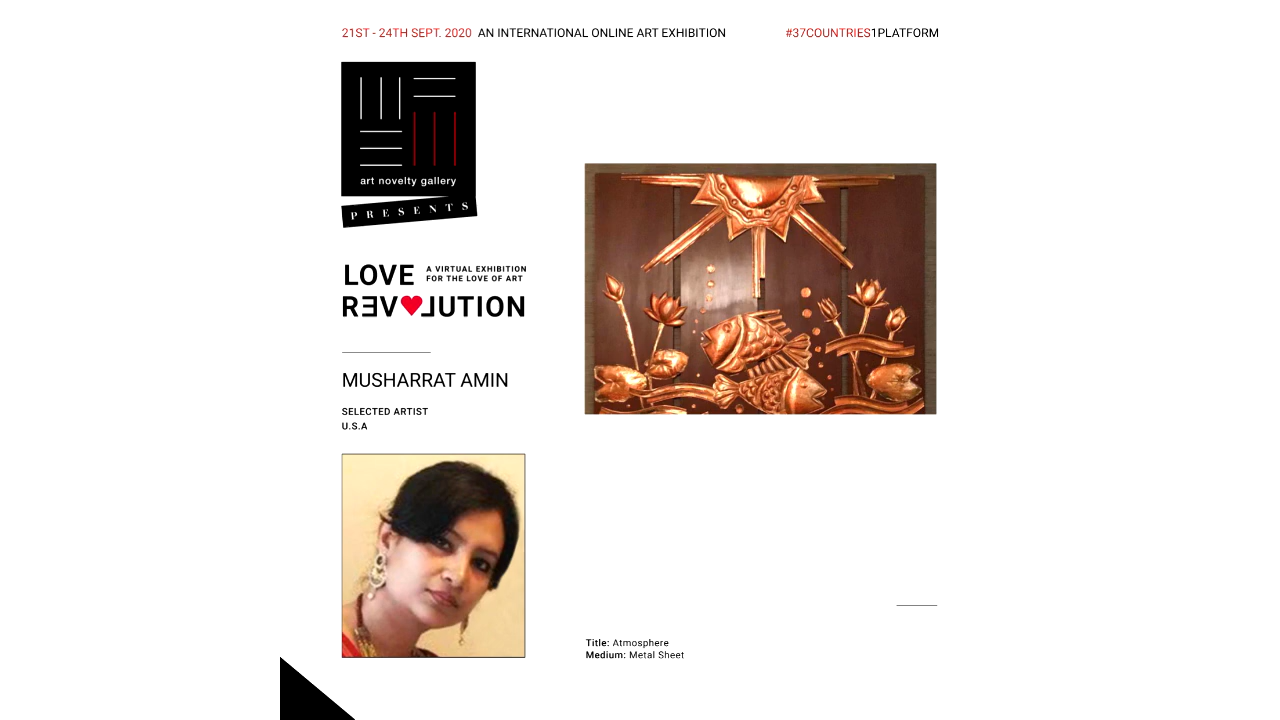 21ST - 24TH SEPT. 2020 AN INTERNATIONAL ONLINE ART EXHIBITION
#37COUNTRIES1PLATFORM
art novelty gallery
PRESENTS
LOVE
A VIRTUAL EXHIBITION
FOR THE LOVE OF ART
REV♥LUTION
MUSHARRAT AMIN
SELECTED ARTIST
U.S.A
Title: Atmosphere
Medium: Metal Sheet